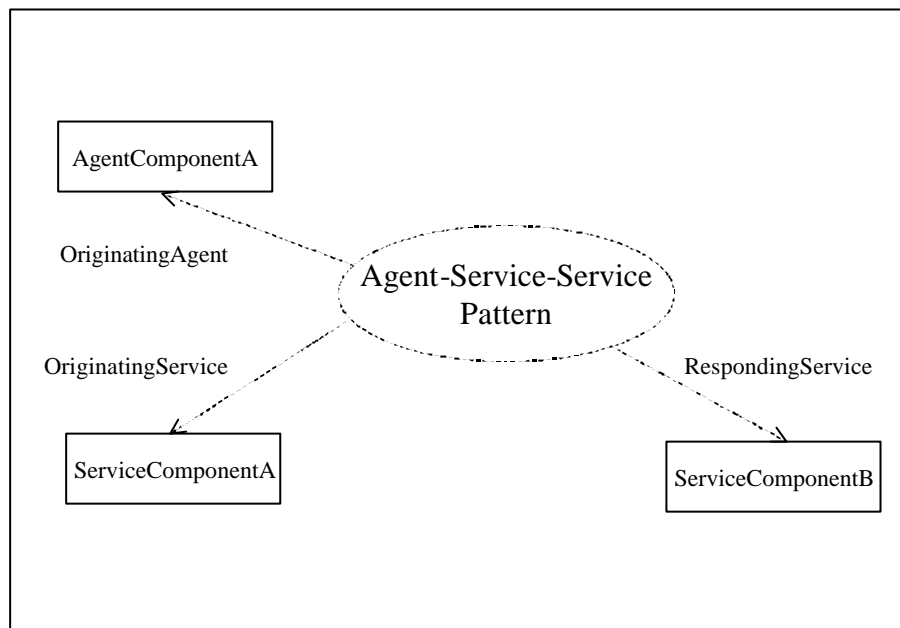 AgentComponentA
OriginatingAgent
Agent-Service-Service
Pattern
OriginatingService
RespondingService
ServiceComponentA
ServiceComponentB